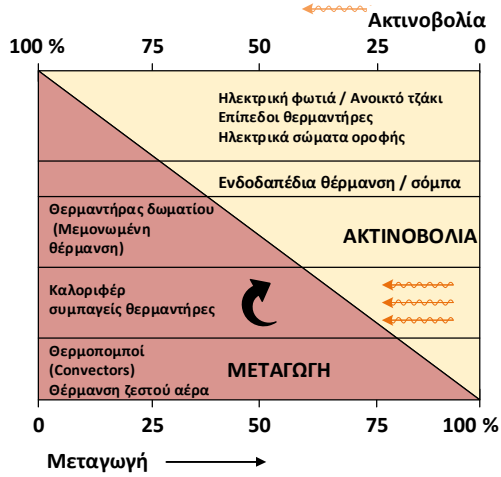 Ακτινοβολία
100 % 75 50 25 0
Ηλεκτρική φωτιά / Ανοικτό τζάκι
Επίπεδοι θερμαντήρες
Ηλεκτρικά σώματα οροφής
Ενδοδαπέδια θέρμανση / σόμπα
Θερμαντήρας δωματίου
(Μεμονωμένη
θέρμανση)
ΑΚΤΙΝΟΒΟΛΙΑ
Καλοριφέρ
συμπαγείς θερμαντήρες
Θερμοπομποί
(Convectors)
Θέρμανση ζεστού αέρα
ΜΕΤΑΓΩΓΗ
0 25 50 75 100 %
Μεταγωγή